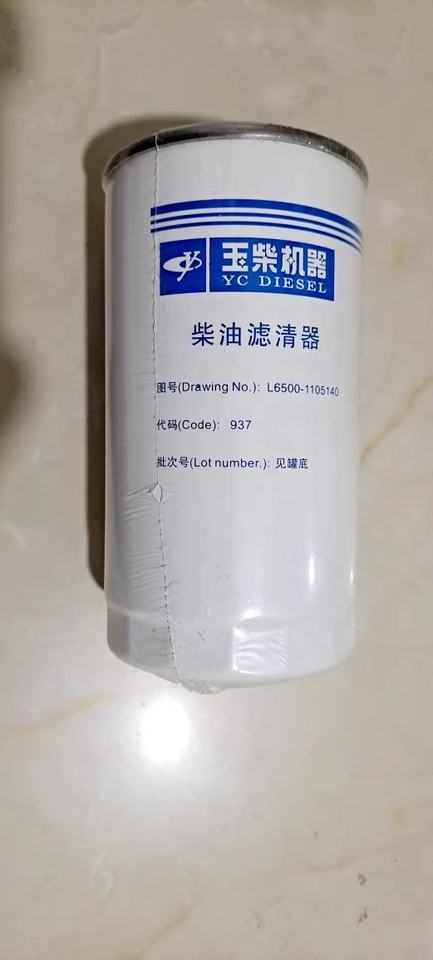 玉柴机器
YC DIESEL
柴油滤清器
图号(Drawing No.): L6500-1105140
代码(Code): 937
批次号(Lot number.): 见罐底